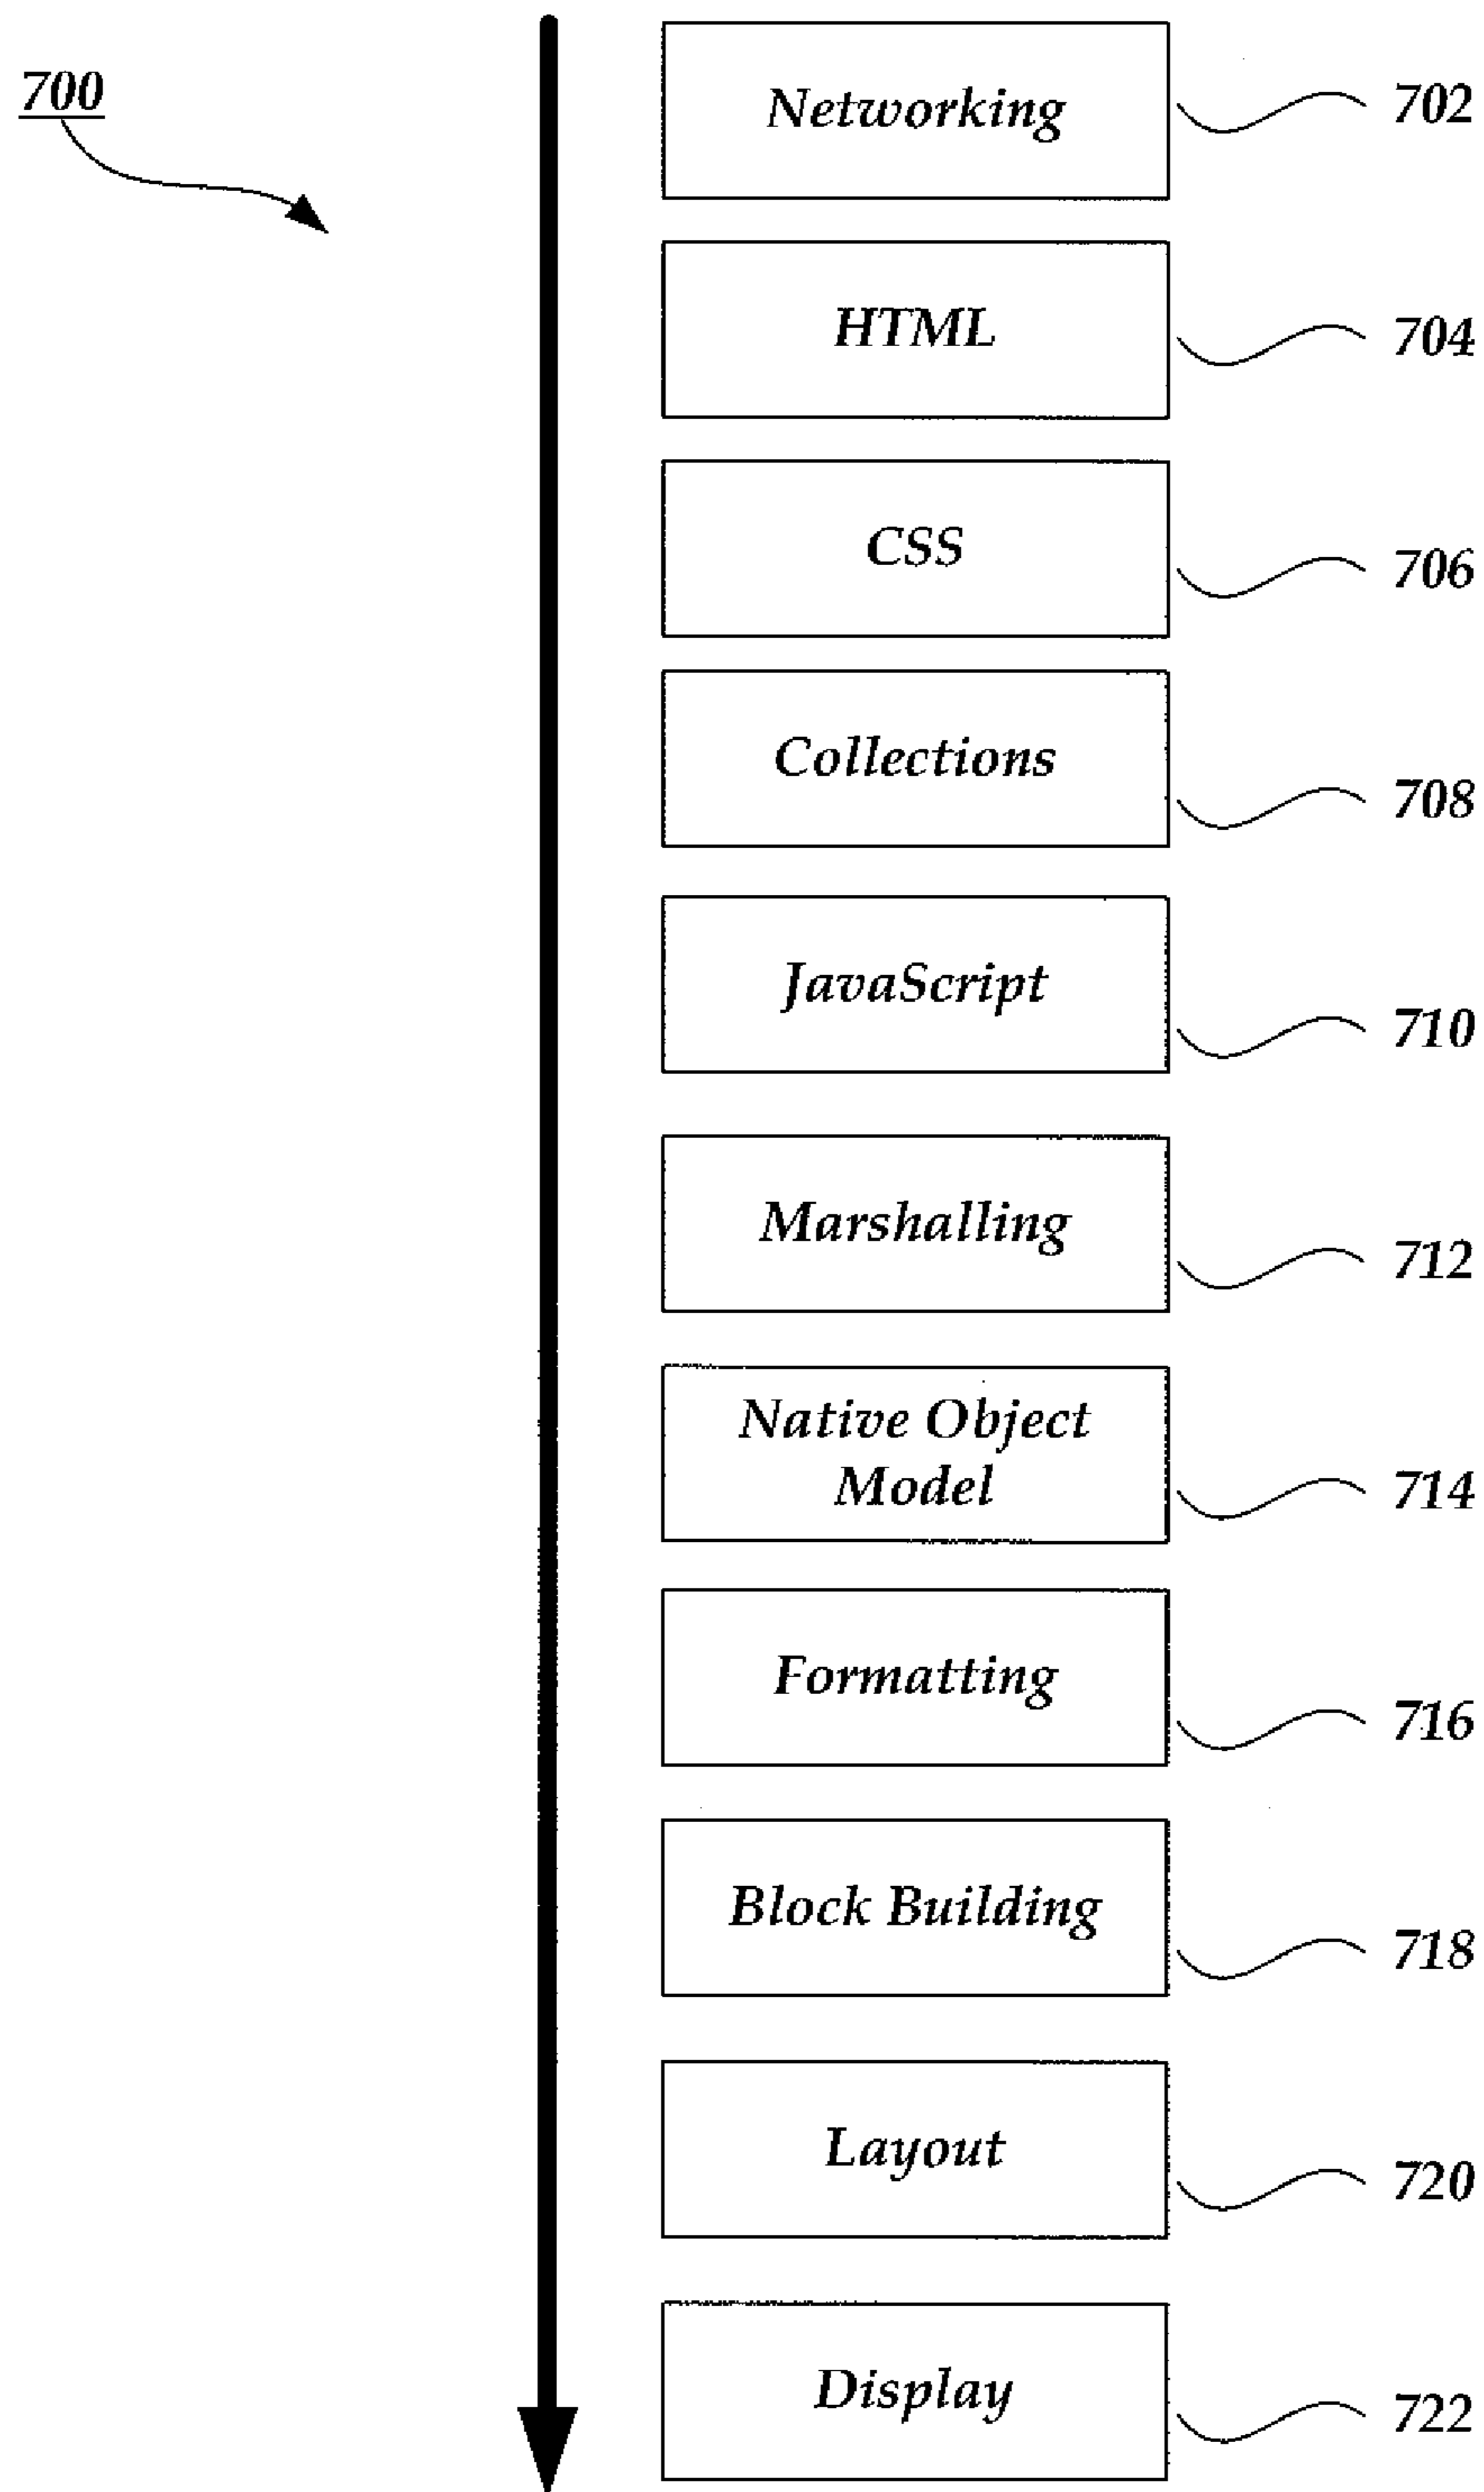 700
Networking
702
HTML
704
CSS
706
Collections
708
JavaScript
710
Marshalling
712
Native Object
Model
714
Formatting
716
Block Building
718
Layout
720
Display
722